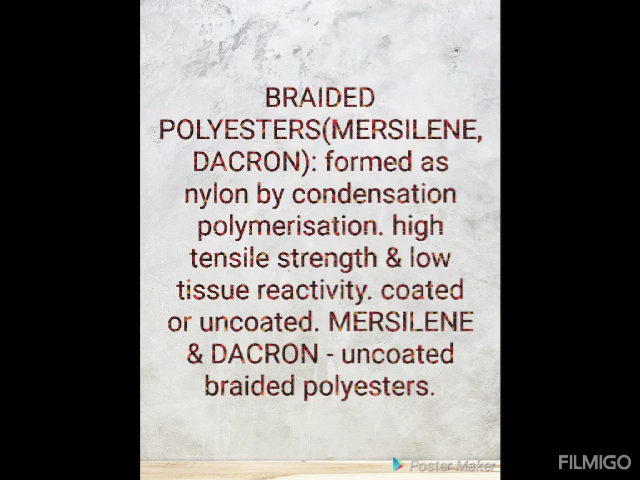 BRAIDED
POLYESTERS(MERSILENE,
DACRON): formed as
nylon by condensation
polymerisation. high
tensile strength & low
tissue reactivity. coated
or uncoated. MERSILENE
& DACRON - uncoated
braided polyesters.
Poster Maker
FILMIGO